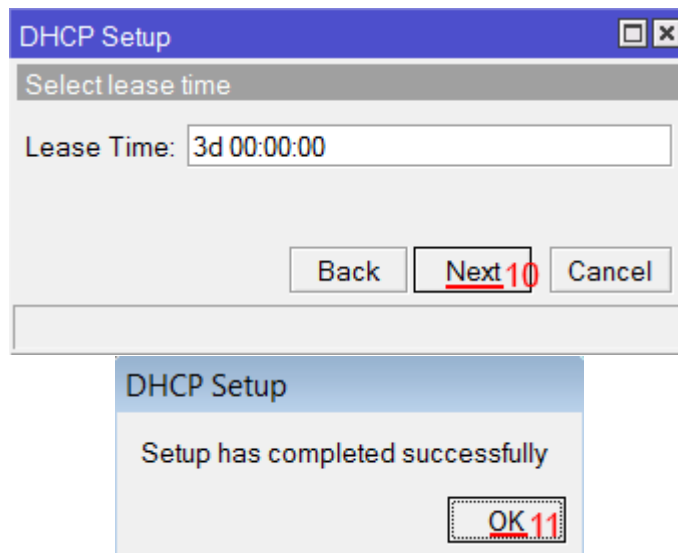 DHCP Setup
Select lease time
Lease Time: 3d 00:00:00
Back Next 10 Cancel
DHCP Setup
Setup has completed successfully
OK 11